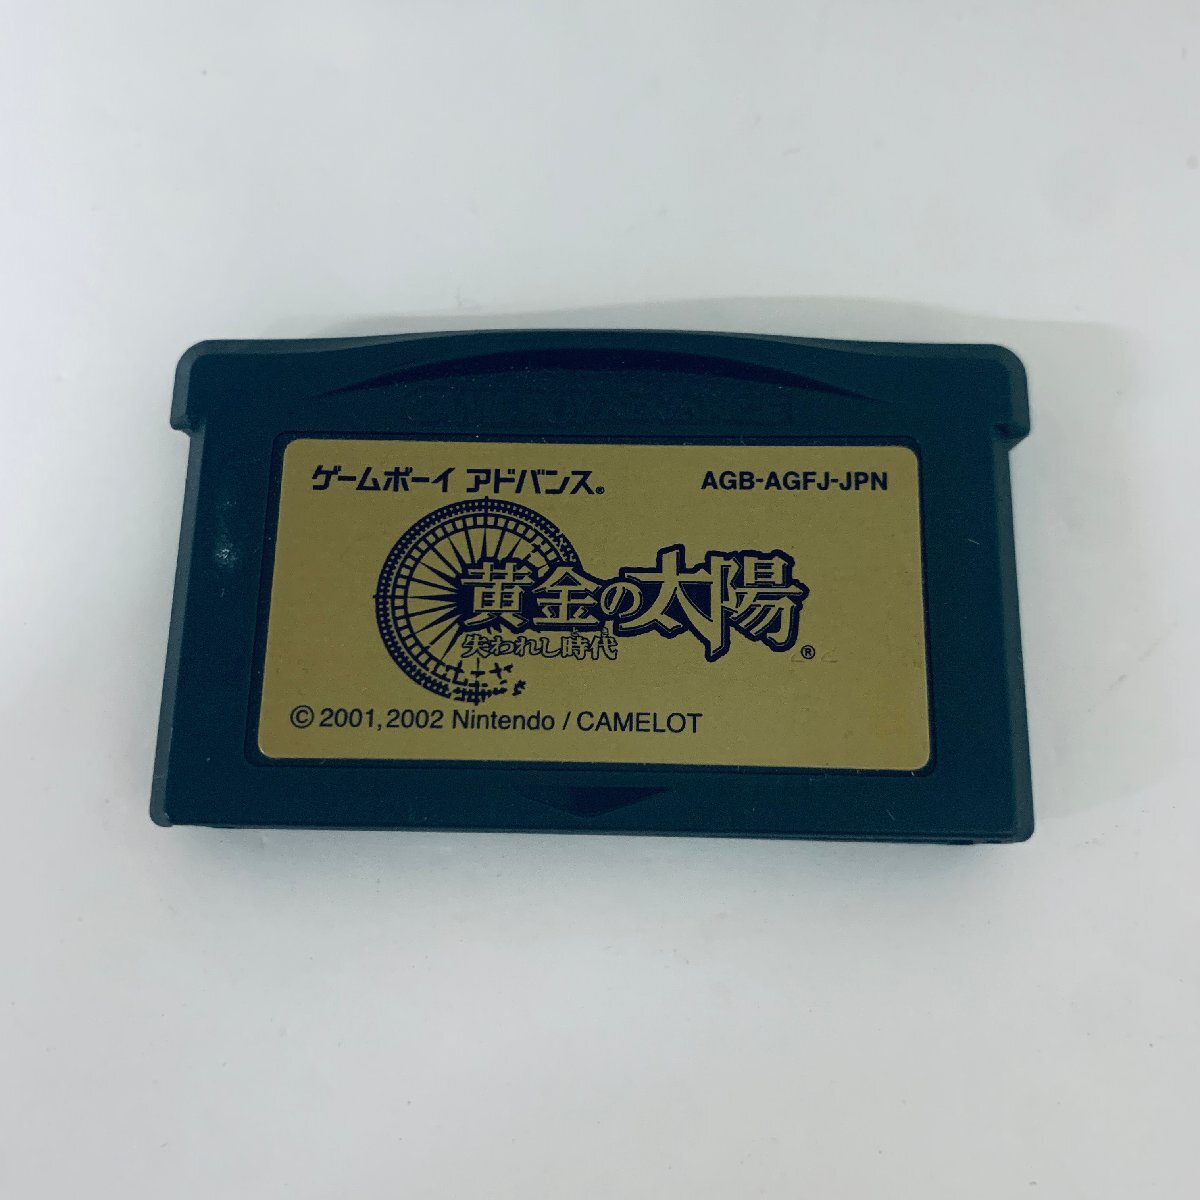 ゲームボーイ アドバンス®
AGB-AGFJ-JPN
黄金の太陽®
失われし時代
© 2001, 2002 Nintendo / CAMELOT